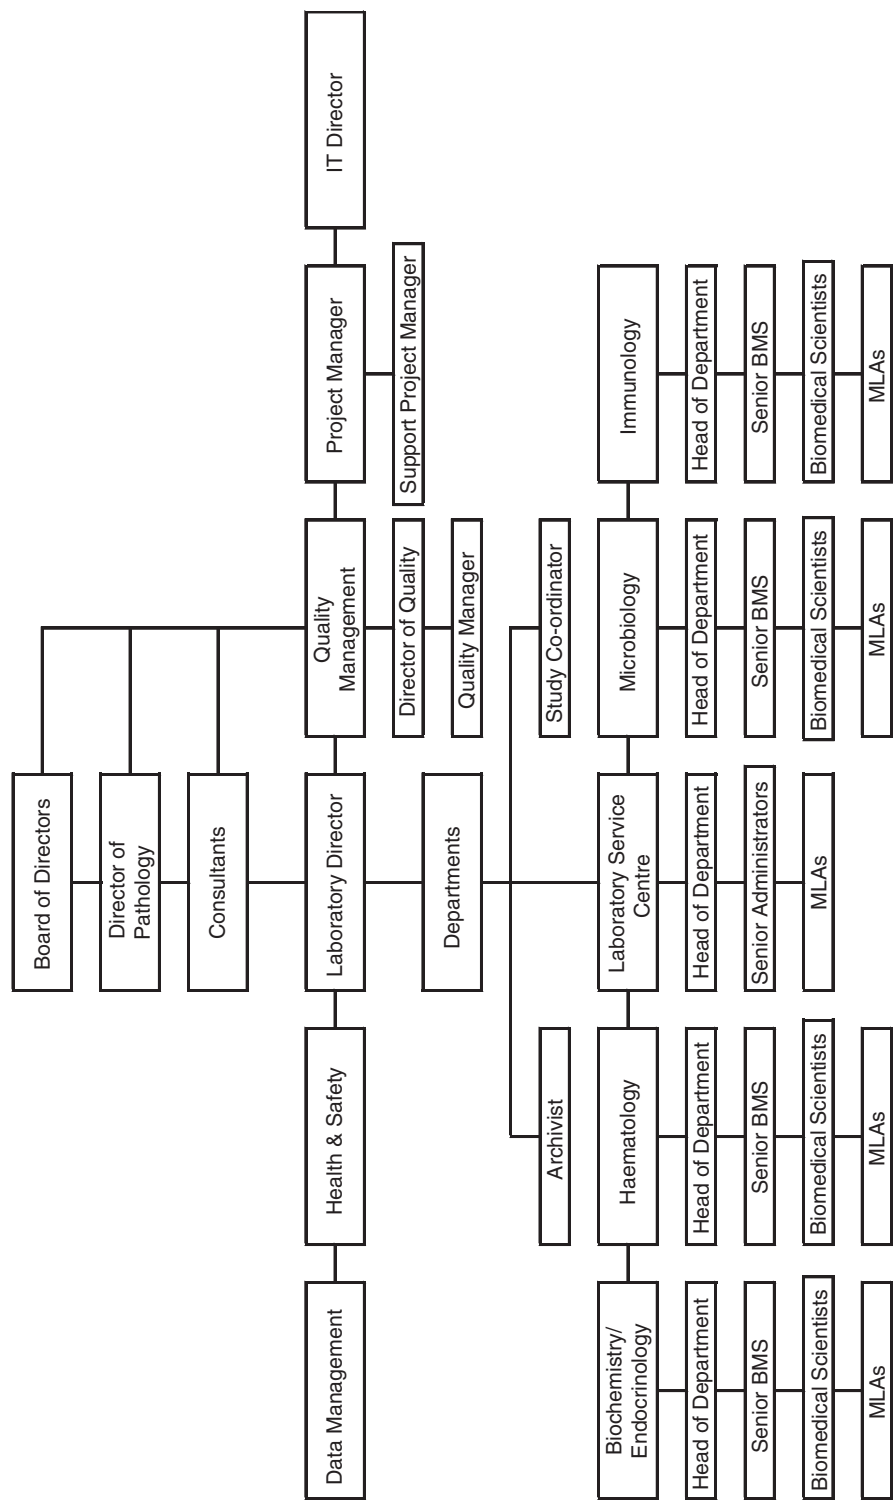 Board of Directors
Director of
Pathology
Consultants
Data Management
Health & Safety
Laboratory Director
Quality
Management
Project Manager
IT Director
Director of Quality
Support Project Manager
Departments
Quality Manager
Archivist
Study Co-ordinator
Biochemistry/
Endocrinology
Haematology
Laboratory Service
Centre
Microbiology
Immunology
Head of Department
Head of Department
Head of Department
Head of Department
Head of Department
Senior BMS
Senior BMS
Senior Administrators
Senior BMS
Senior BMS
Biomedical Scientists
Biomedical Scientists
MLAs
Biomedical Scientists
Biomedical Scientists
MLAs
MLAs
MLAs
MLAs